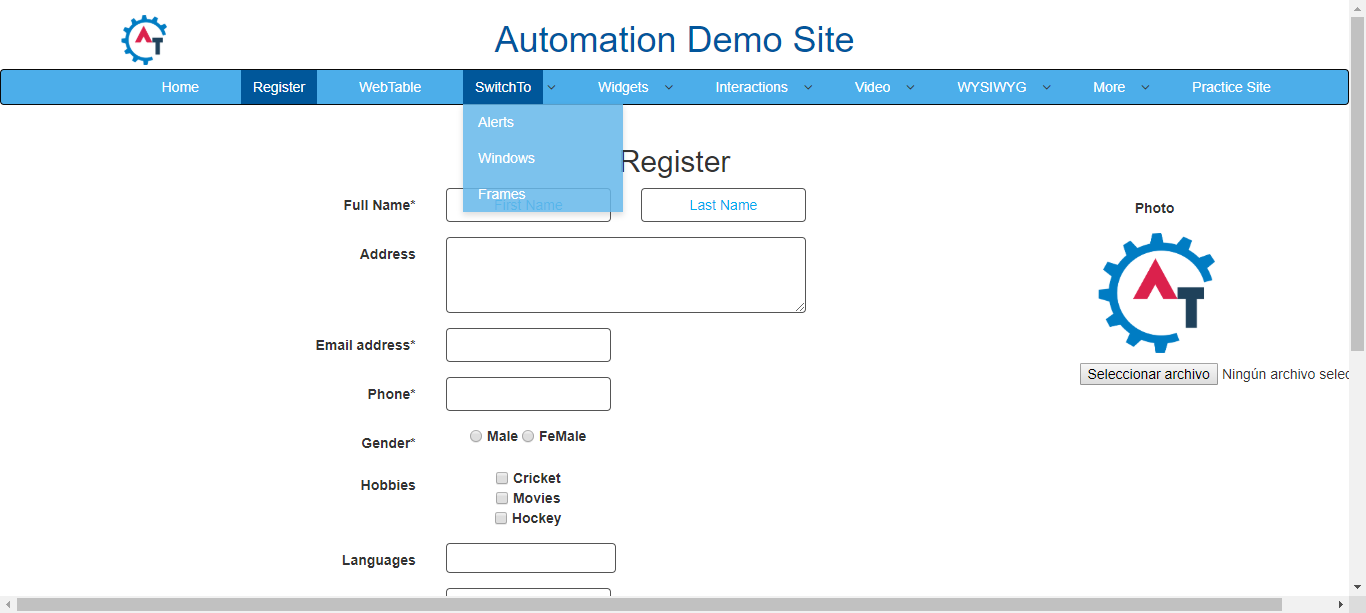 Automation Demo Site
Home Register WebTable SwitchTo Widgets Interactions Video WYSIWYG More Practice Site
Alerts
Windows
Frames
Register
Full Name* First Name Last Name
Photo
Address
AT
Email address*
Seleccionar archivo Ningún archivo selec
Phone*
Gender* Male FeMale
Hobbies
Cricket
Movies
Hockey
Languages